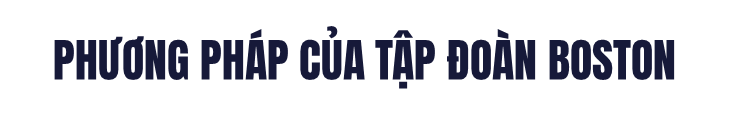 PHƯƠNG PHÁP CỦA TẬP ĐOÀN BOSTON